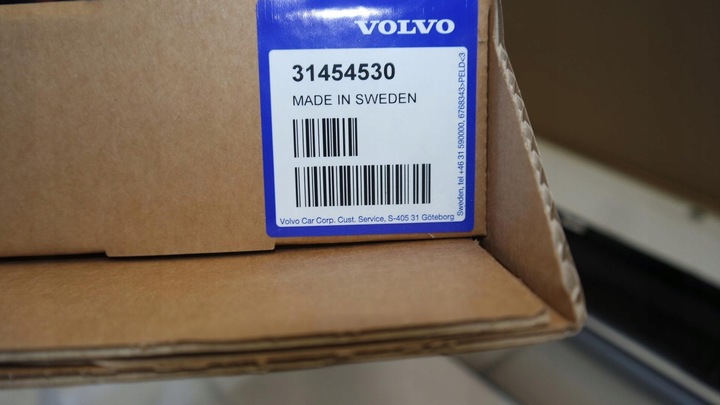 VOLVO
31454530
MADE IN SWEDEN
Volvo Car Corp. Cust. Service, S-405 31 Göteborg
Sweden, tel +46 31 590000, 6768343>PELD<3